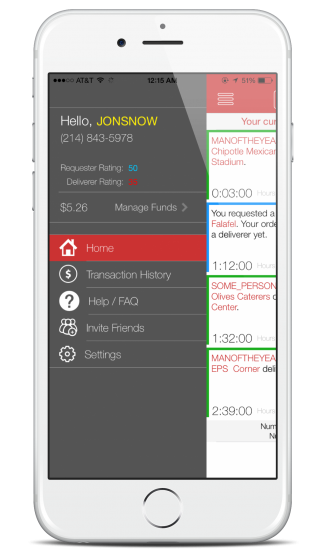 AT&T 12:15 AM 51%
Hello, JONSNOW
(214) 843-5978
Requester Rating: 50
Deliverer Rating:
$5.26 Manage Funds
Home
Transaction History
Help / FAQ
Invite Friends
Settings
Your cur
MANOFTHEYEA
Chipotle Mexican
Stadium.
0:03:00 Hours
You requested a
Falafel. Your orde
a deliverer yet.
1:12:00 Hours
SOME_PERSON
Olives Caterers
Center.
1:32:00 Hours
MANOFTHEYEA
EPS Corner deli
2:39:00 Hours
Num
N